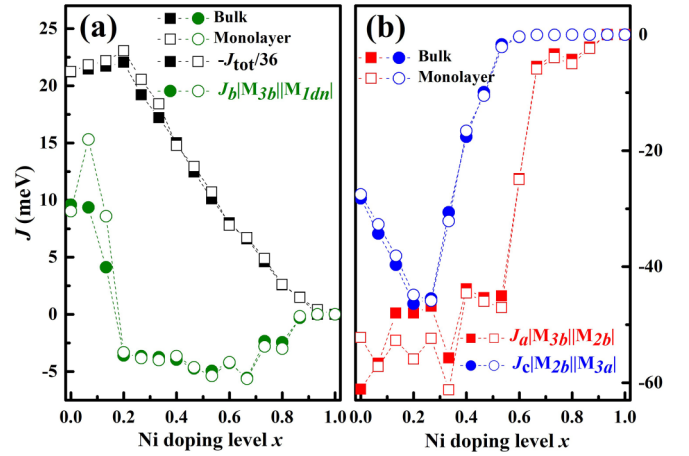 (a)
Bulk
Monolayer
-J_tot/36
J_b|M_3b||M_1dn|
J (meV)
25
20
15
10
5
0
-5
0.0 0.2 0.4 0.6 0.8 1.0
Ni doping level x
(b)
Bulk
Monolayer
J_a|M_3b||M_2b|
J_c|M_2b||M_3a|
0
-20
-40
-60
0.0 0.2 0.4 0.6 0.8 1.0
Ni doping level x